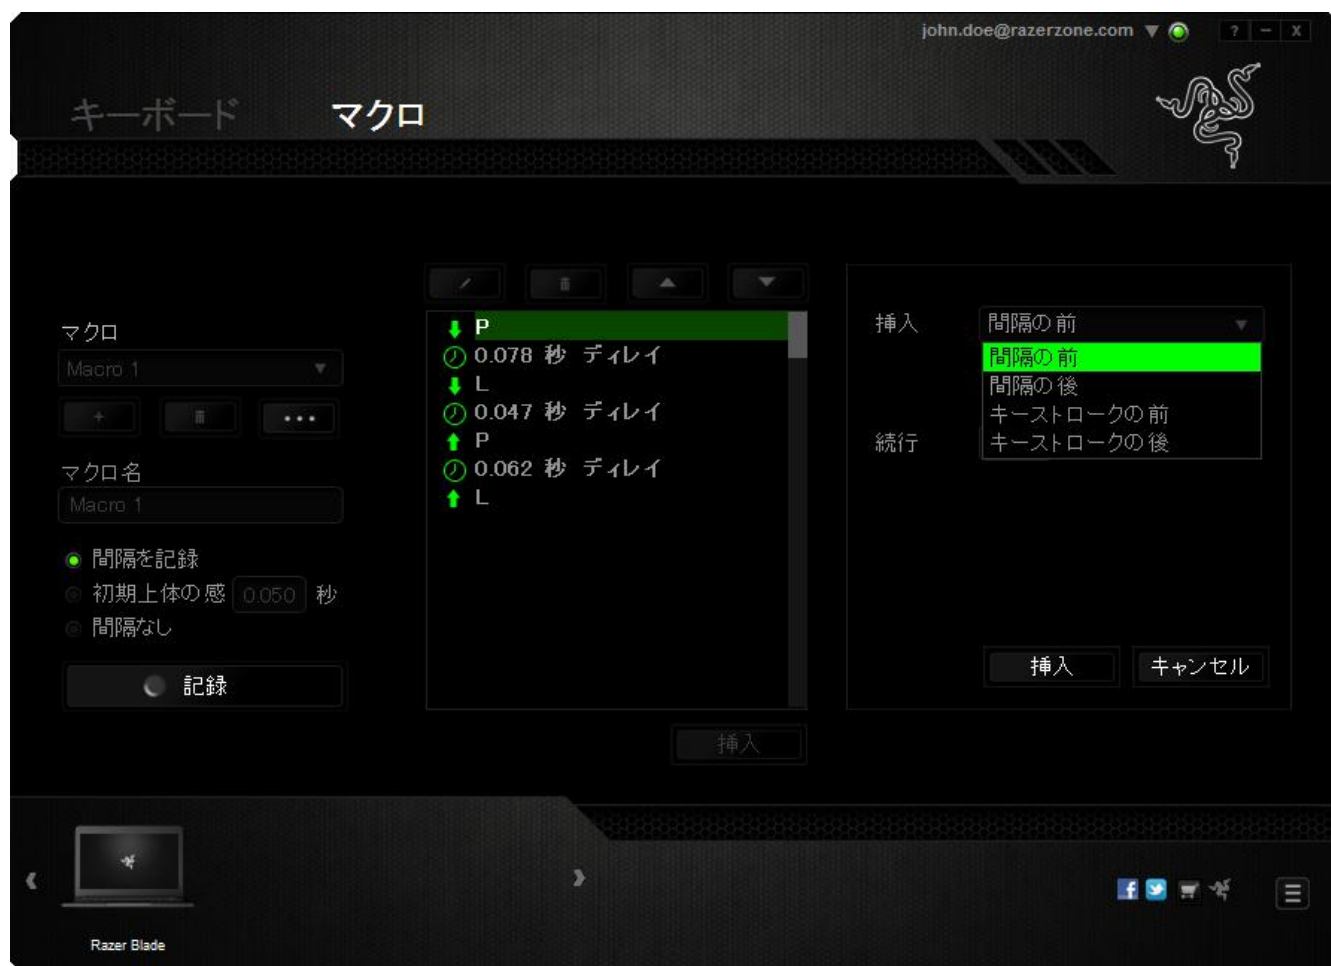 john.doe@razerzone.com
? − X
キーボード
マクロ
マクロ
Macro 1
マクロ名
Macro 1
間隔を記録
初期上体の感 0.050 秒
間隔なし
記録
P
0.078 秒 ディレイ
L
0.047 秒 ディレイ
P
0.062 秒 ディレイ
L
挿入
挿入
間隔の前
間隔の前
間隔の後
キーストロークの前
キーストロークの後
続行
挿入
キャンセル
Razer Blade